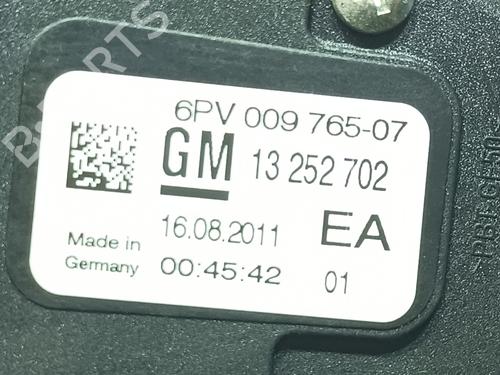 B-PARTS
6PV 009 765-07
GM 13 252 702
16.08.2011 EA
Made in
Germany 00:45:42 01